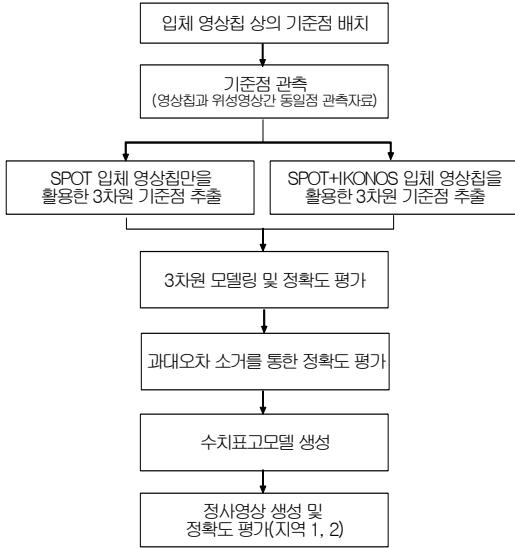 입체 영상칩 상의 기준점 배치
기준점 관측
(영상칩과 위성영상간 동일점 관측자료)
SPOT 입체 영상칩만을
활용한 3차원 기준점 추출
SPOT+IKONOS 입체 영상칩을
활용한 3차원 기준점 추출
3차원 모델링 및 정확도 평가
과대오차 소거를 통한 정확도 평가
수치표고모델 생성
정사영상 생성 및
정확도 평가(지역 1, 2)